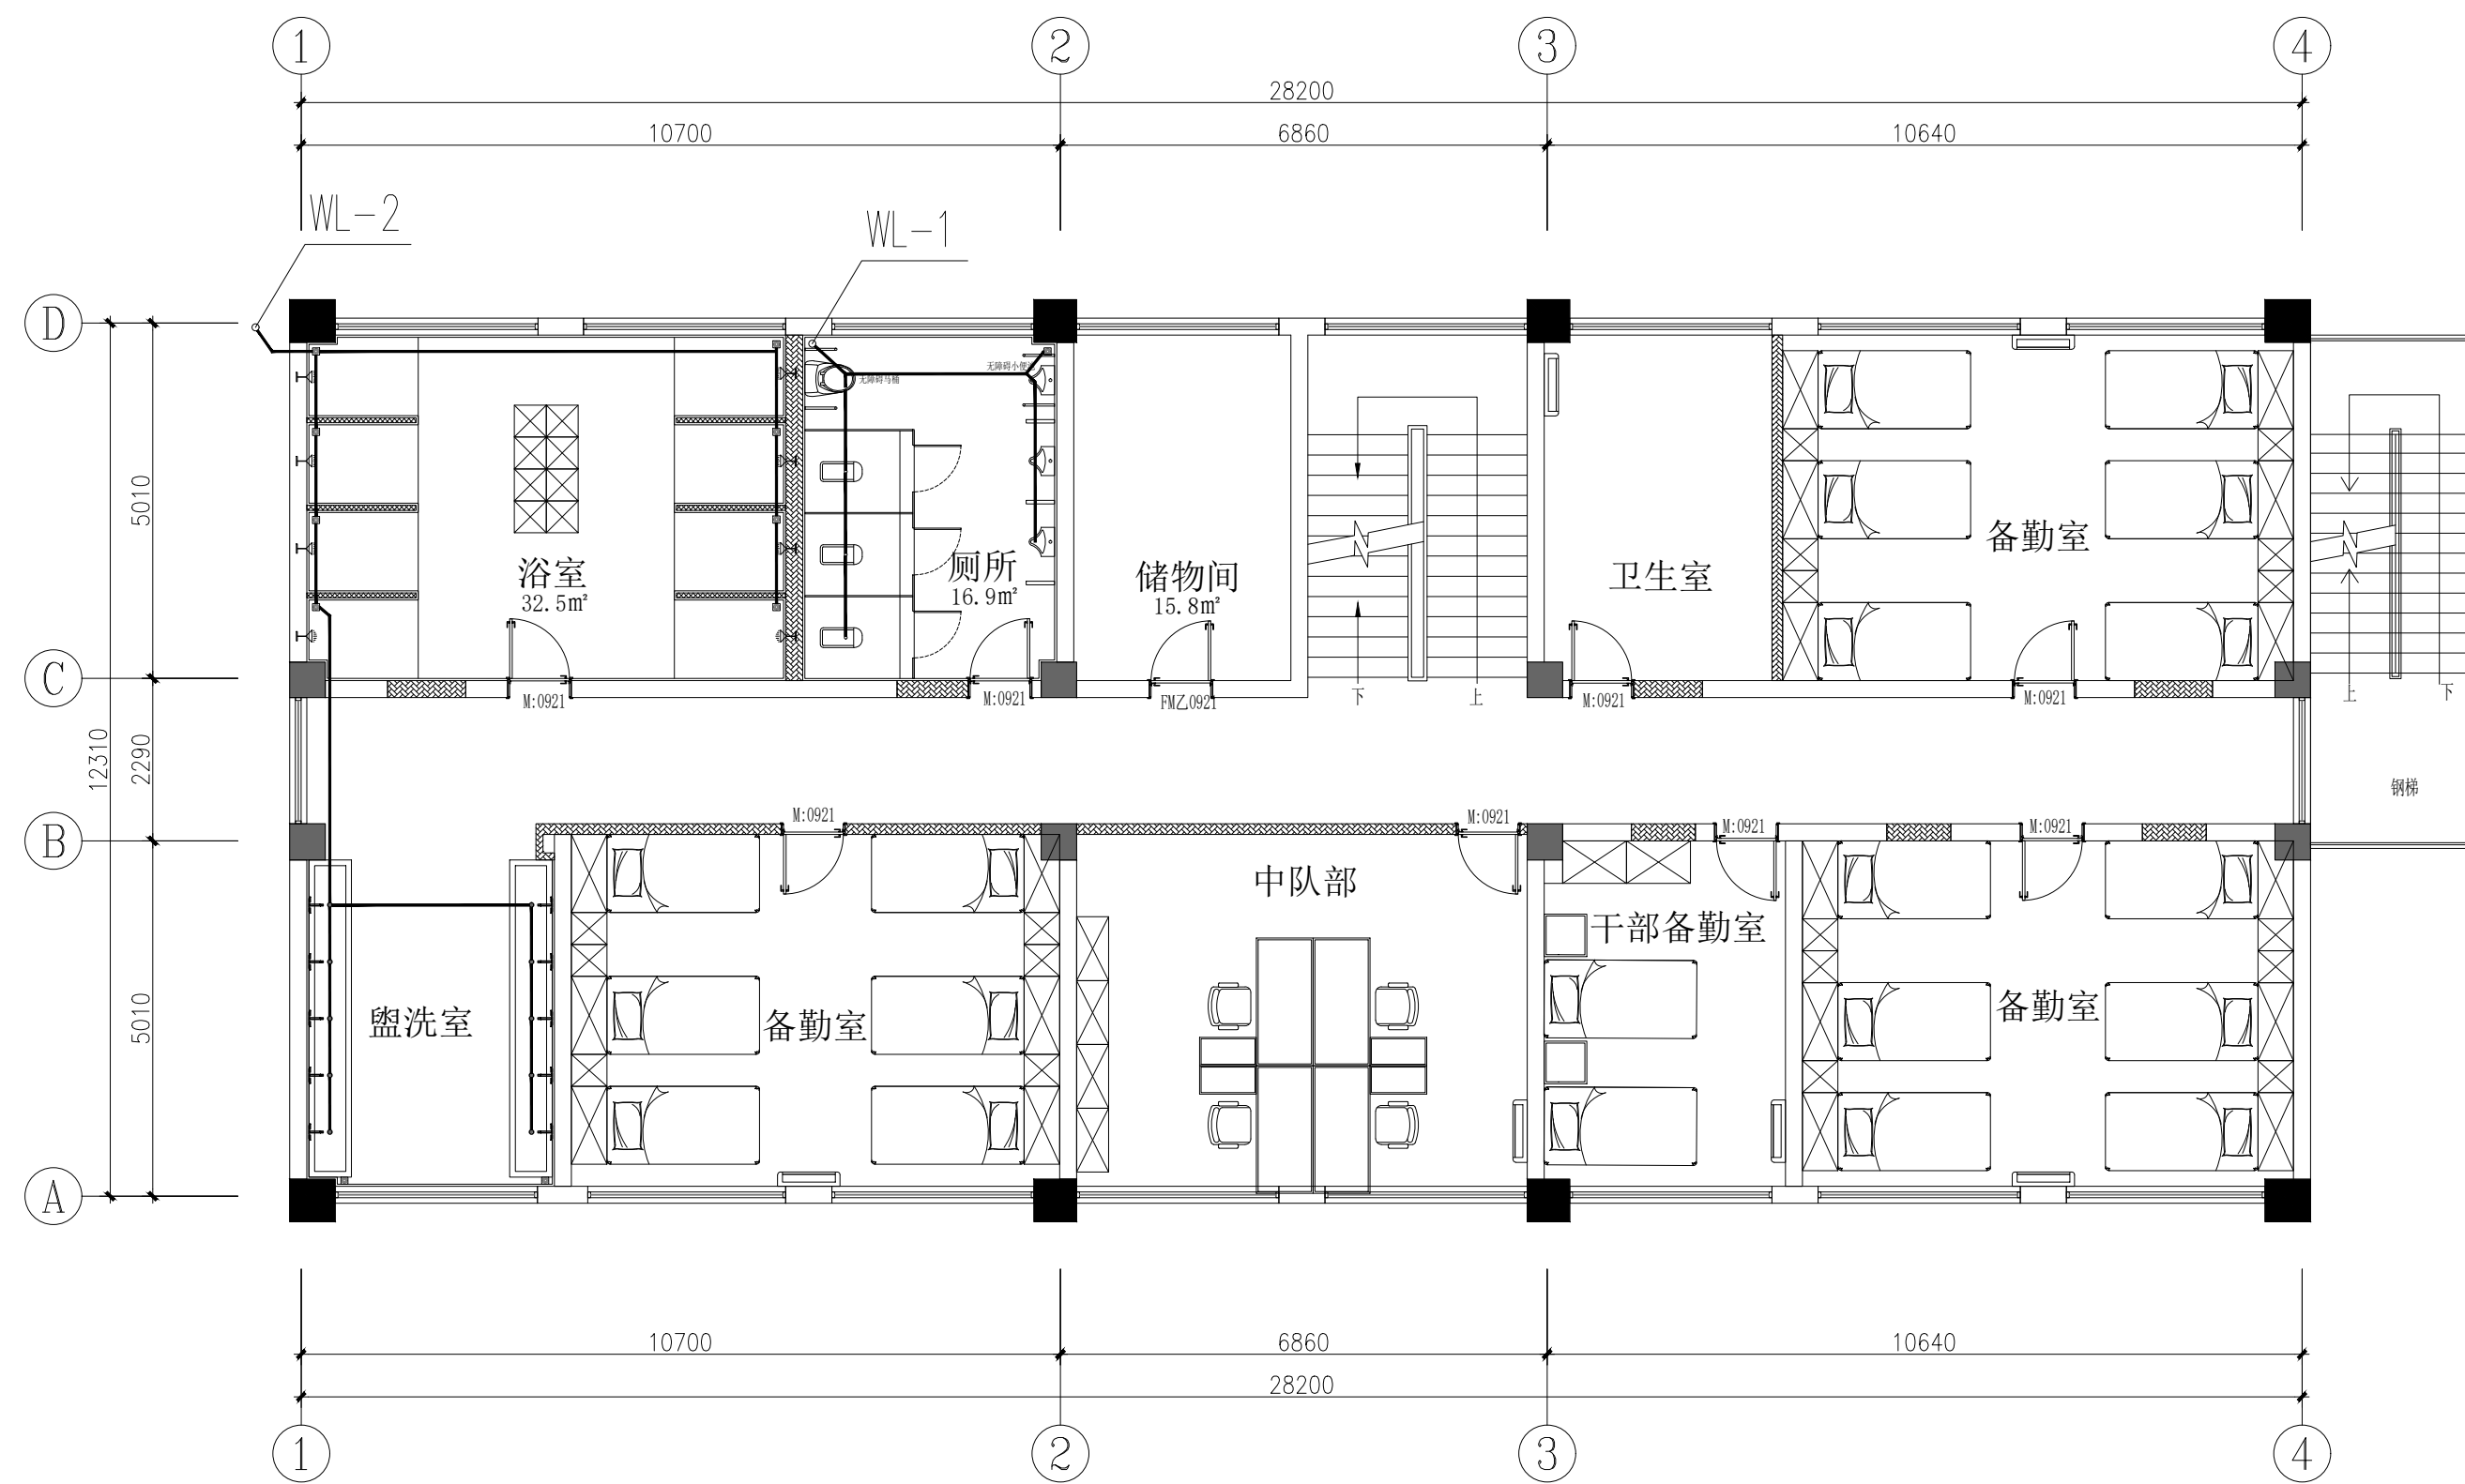 1
2
3
4
28200
10700
6860
10640
WL-2
WL-1
D
C
B
A
12310
5010
2290
5010
无障碍马桶
无障碍小便池
浴室
32.5m²
厕所
16.9m²
储物间
15.8m²
卫生室
备勤室
M:0921
M:0921
FM乙0921
下
上
M:0921
M:0921
上
下
钢梯
M:0921
M:0921
M:0921
M:0921
中队部
干部备勤室
盥洗室
备勤室
备勤室
10700
6860
10640
28200
1
2
3
4